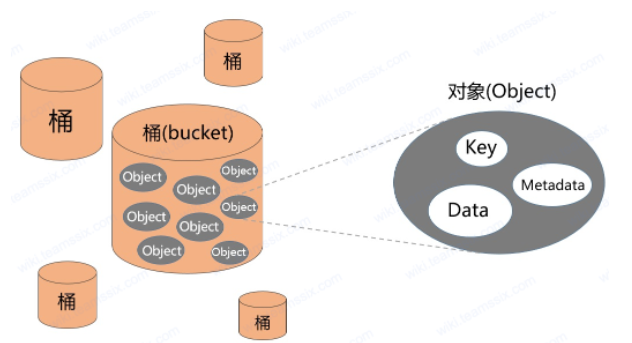 桶
桶
桶(bucket)
Object
Object
Object
Object
Object
Object
Object
Object
桶
桶
对象(Object)
Key
Metadata
Data
wiki.teamssix.com